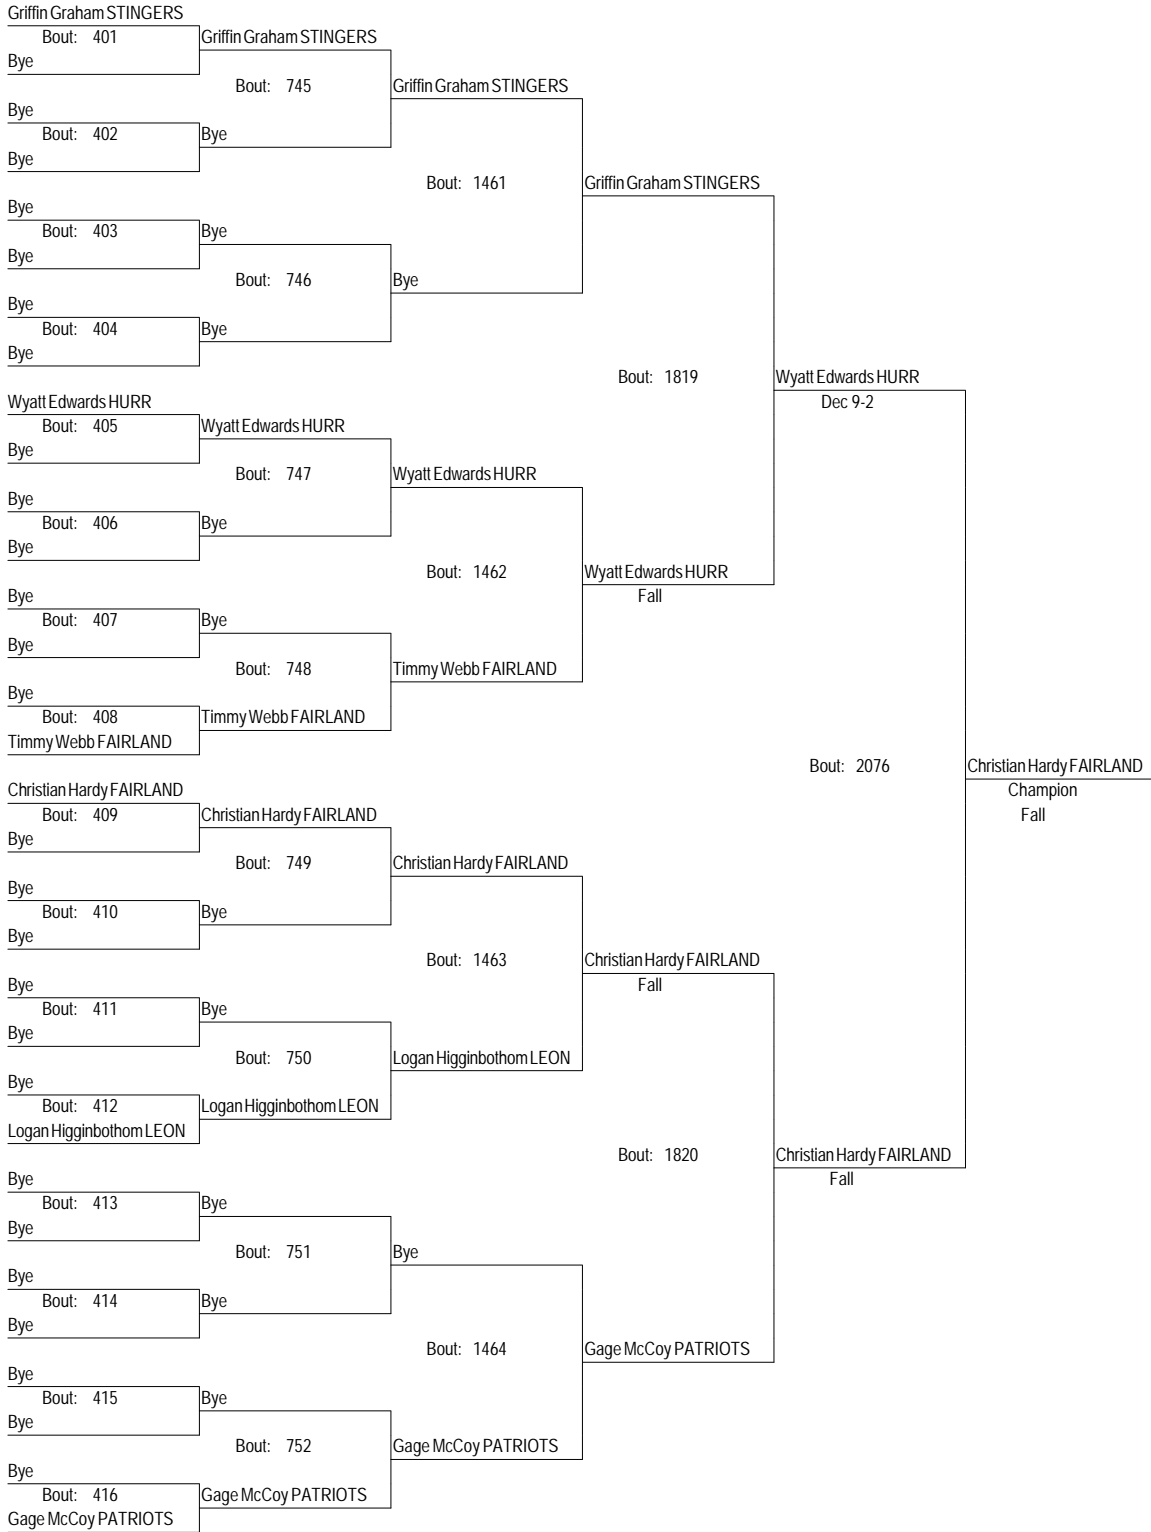 Griffin Graham STINGERS
Bout: 401
Griffin Graham STINGERS
Bye
Bout: 745
Griffin Graham STINGERS
Bye
Bout: 402
Bye
Bye
Bout: 1461
Griffin Graham STINGERS
Bye
Bout: 403
Bye
Bye
Bout: 746
Bye
Bye
Bout: 404
Bye
Bye
Bout: 1819
Wyatt Edwards HURR
Dec 9-2
Wyatt Edwards HURR
Bout: 405
Wyatt Edwards HURR
Bye
Bout: 747
Wyatt Edwards HURR
Bye
Bout: 406
Bye
Bye
Bout: 1462
Wyatt Edwards HURR
Fall
Bye
Bout: 407
Bye
Bye
Bout: 748
Timmy Webb FAIRLAND
Bye
Bout: 408
Timmy Webb FAIRLAND
Timmy Webb FAIRLAND
Bout: 2076
Christian Hardy FAIRLAND
Champion
Fall
Christian Hardy FAIRLAND
Bout: 409
Christian Hardy FAIRLAND
Bye
Bout: 749
Christian Hardy FAIRLAND
Bye
Bout: 410
Bye
Bye
Bout: 1463
Christian Hardy FAIRLAND
Fall
Bye
Bout: 411
Bye
Bye
Bout: 750
Logan Higginbothom LEON
Bye
Bout: 412
Logan Higginbothom LEON
Logan Higginbothom LEON
Bout: 1820
Christian Hardy FAIRLAND
Fall
Bye
Bout: 413
Bye
Bye
Bout: 751
Bye
Bye
Bout: 414
Bye
Bye
Bout: 1464
Gage McCoy PATRIOTS
Bye
Bout: 415
Bye
Bye
Bout: 752
Gage McCoy PATRIOTS
Bye
Bout: 416
Gage McCoy PATRIOTS
Gage McCoy PATRIOTS